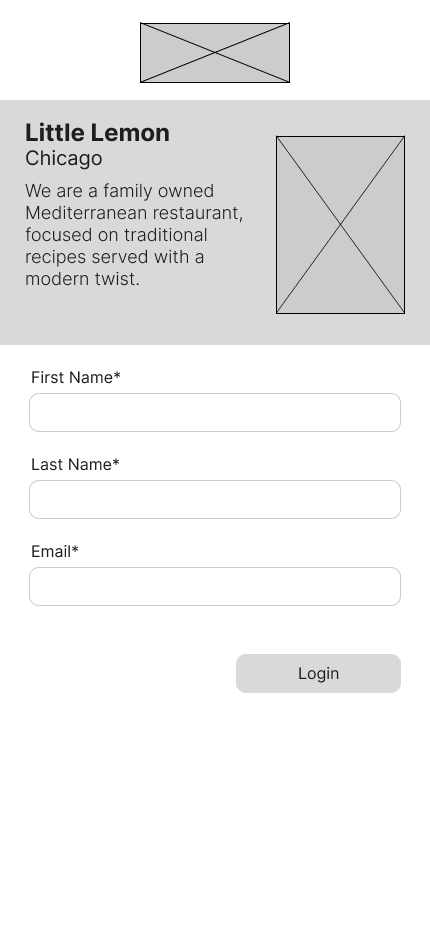 Little Lemon
Chicago
We are a family owned
Mediterranean restaurant,
focused on traditional
recipes served with a
modern twist.
First Name*
Last Name*
Email*
Login